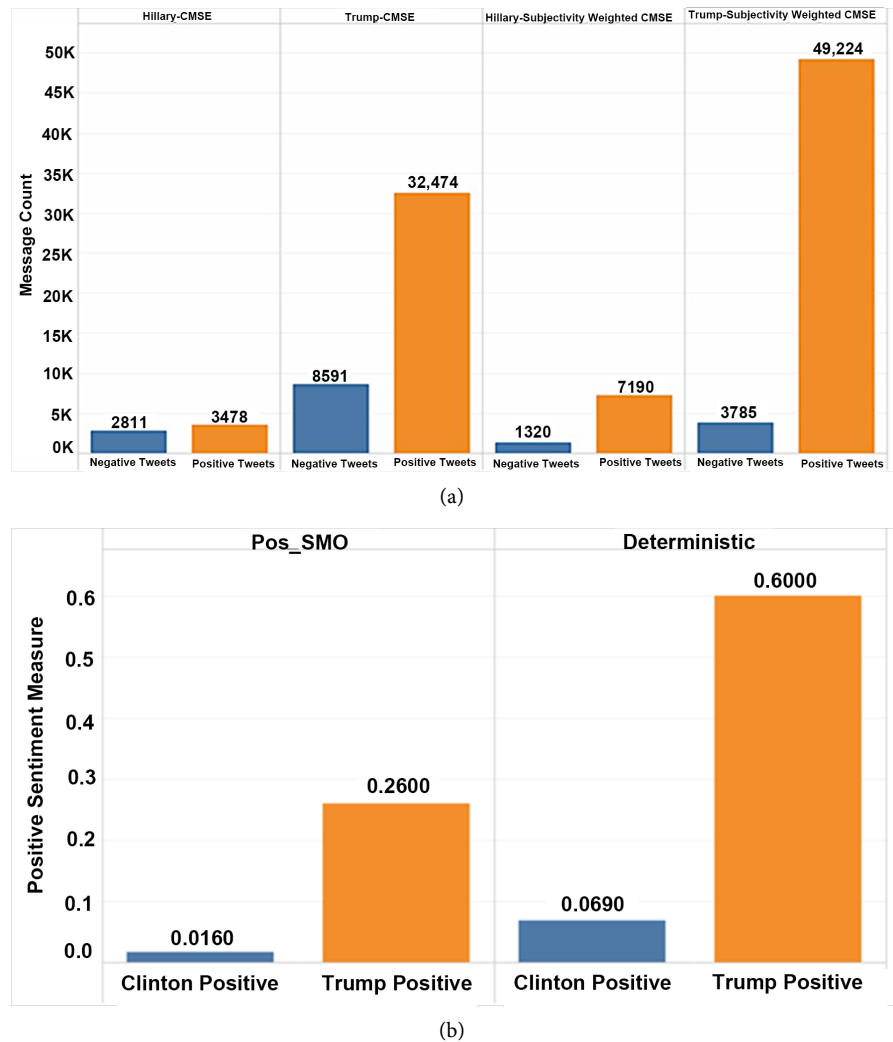 Hillary-CMSE Trump-CMSE Hillary-Subjectivity Weighted CMSE Trump-Subjectivity Weighted CMSE
Message Count
50K
45K
40K
35K
30K
25K
20K
15K
10K
5K
0K
2811
3478
8591
32,474
1320
7190
3785
49,224
Negative Tweets Positive Tweets Negative Tweets Positive Tweets Negative Tweets Positive Tweets Negative Tweets Positive Tweets
(a)
Pos_SMO Deterministic
Positive Sentiment Measure
0.6
0.5
0.4
0.3
0.2
0.1
0.0
0.0160
0.2600
0.0690
0.6000
Clinton Positive Trump Positive Clinton Positive Trump Positive
(b)